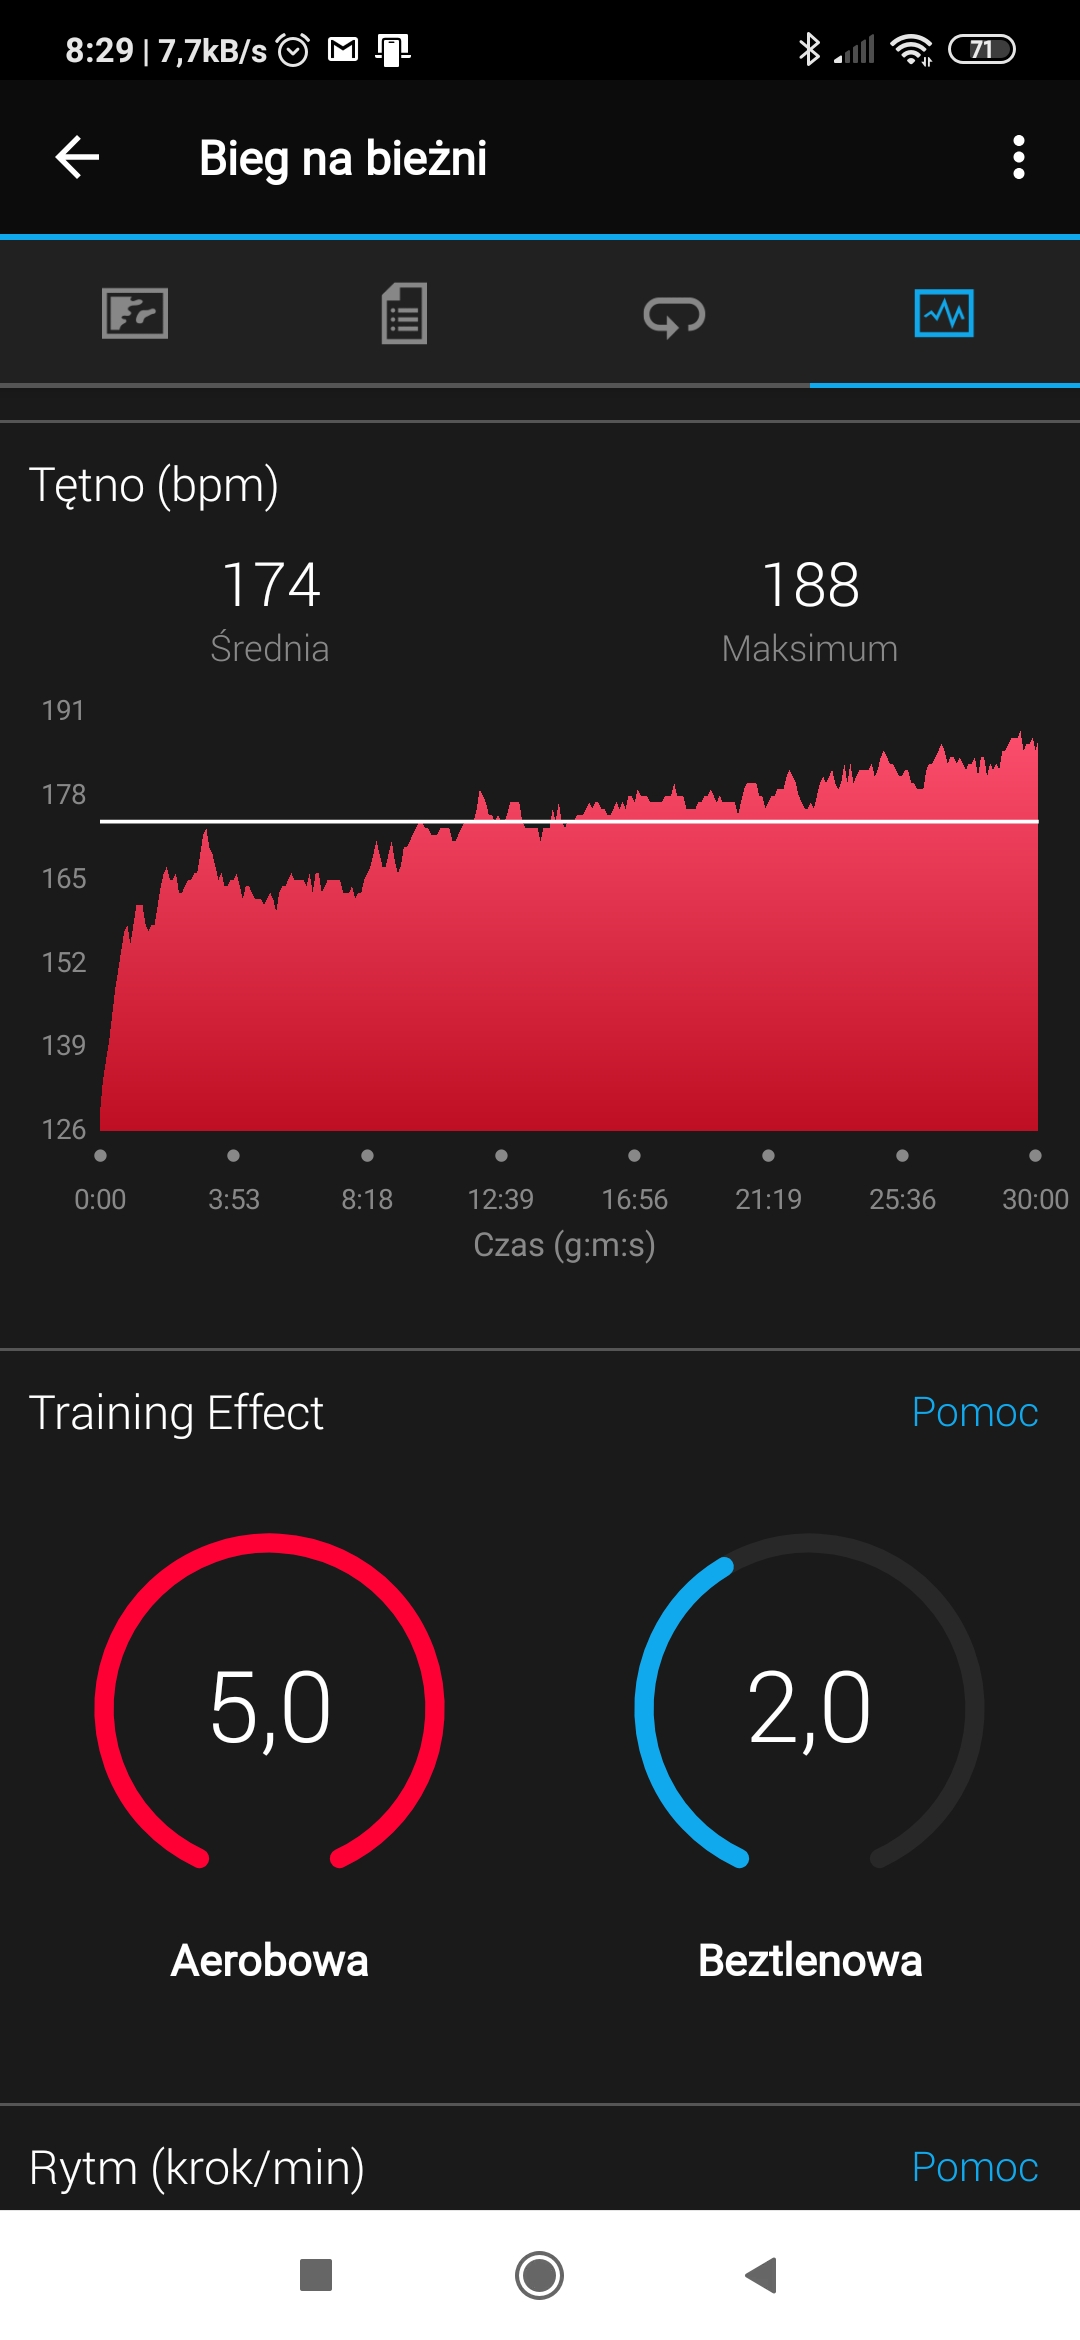 8:29 | 7,7kB/s 71
Bieg na bieżni
Tętno (bpm)
174 188
Średnia Maksimum
191
178
165
152
139
126
0:00 3:53 8:18 12:39 16:56 21:19 25:36 30:00
Czas (g:m:s)
Training Effect Pomoc
5,0 2,0
Aerobowa Beztlenowa
Rytm (krok/min) Pomoc